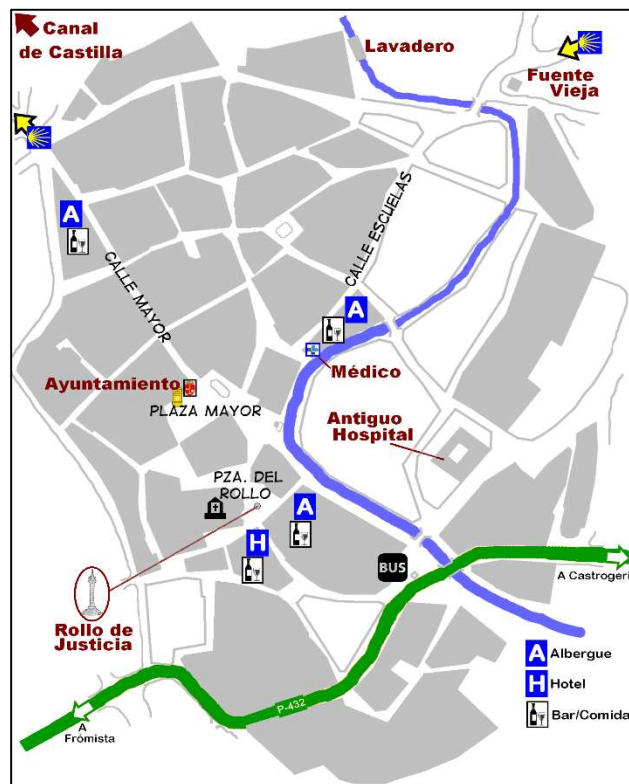 Canal
de Castilla
Lavadero
Fuente
Vieja
A
CALLE ESCUELAS
CALLE MAYOR
A
Médico
Ayuntamiento
PLAZA MAYOR
Antiguo
Hospital
PZA. DEL
ROLLO
A
H
BUS
A Castrogeri
Rollo de
Justicia
A Albergue
H Hotel
Bar/Comida
P-432
A
Frómista